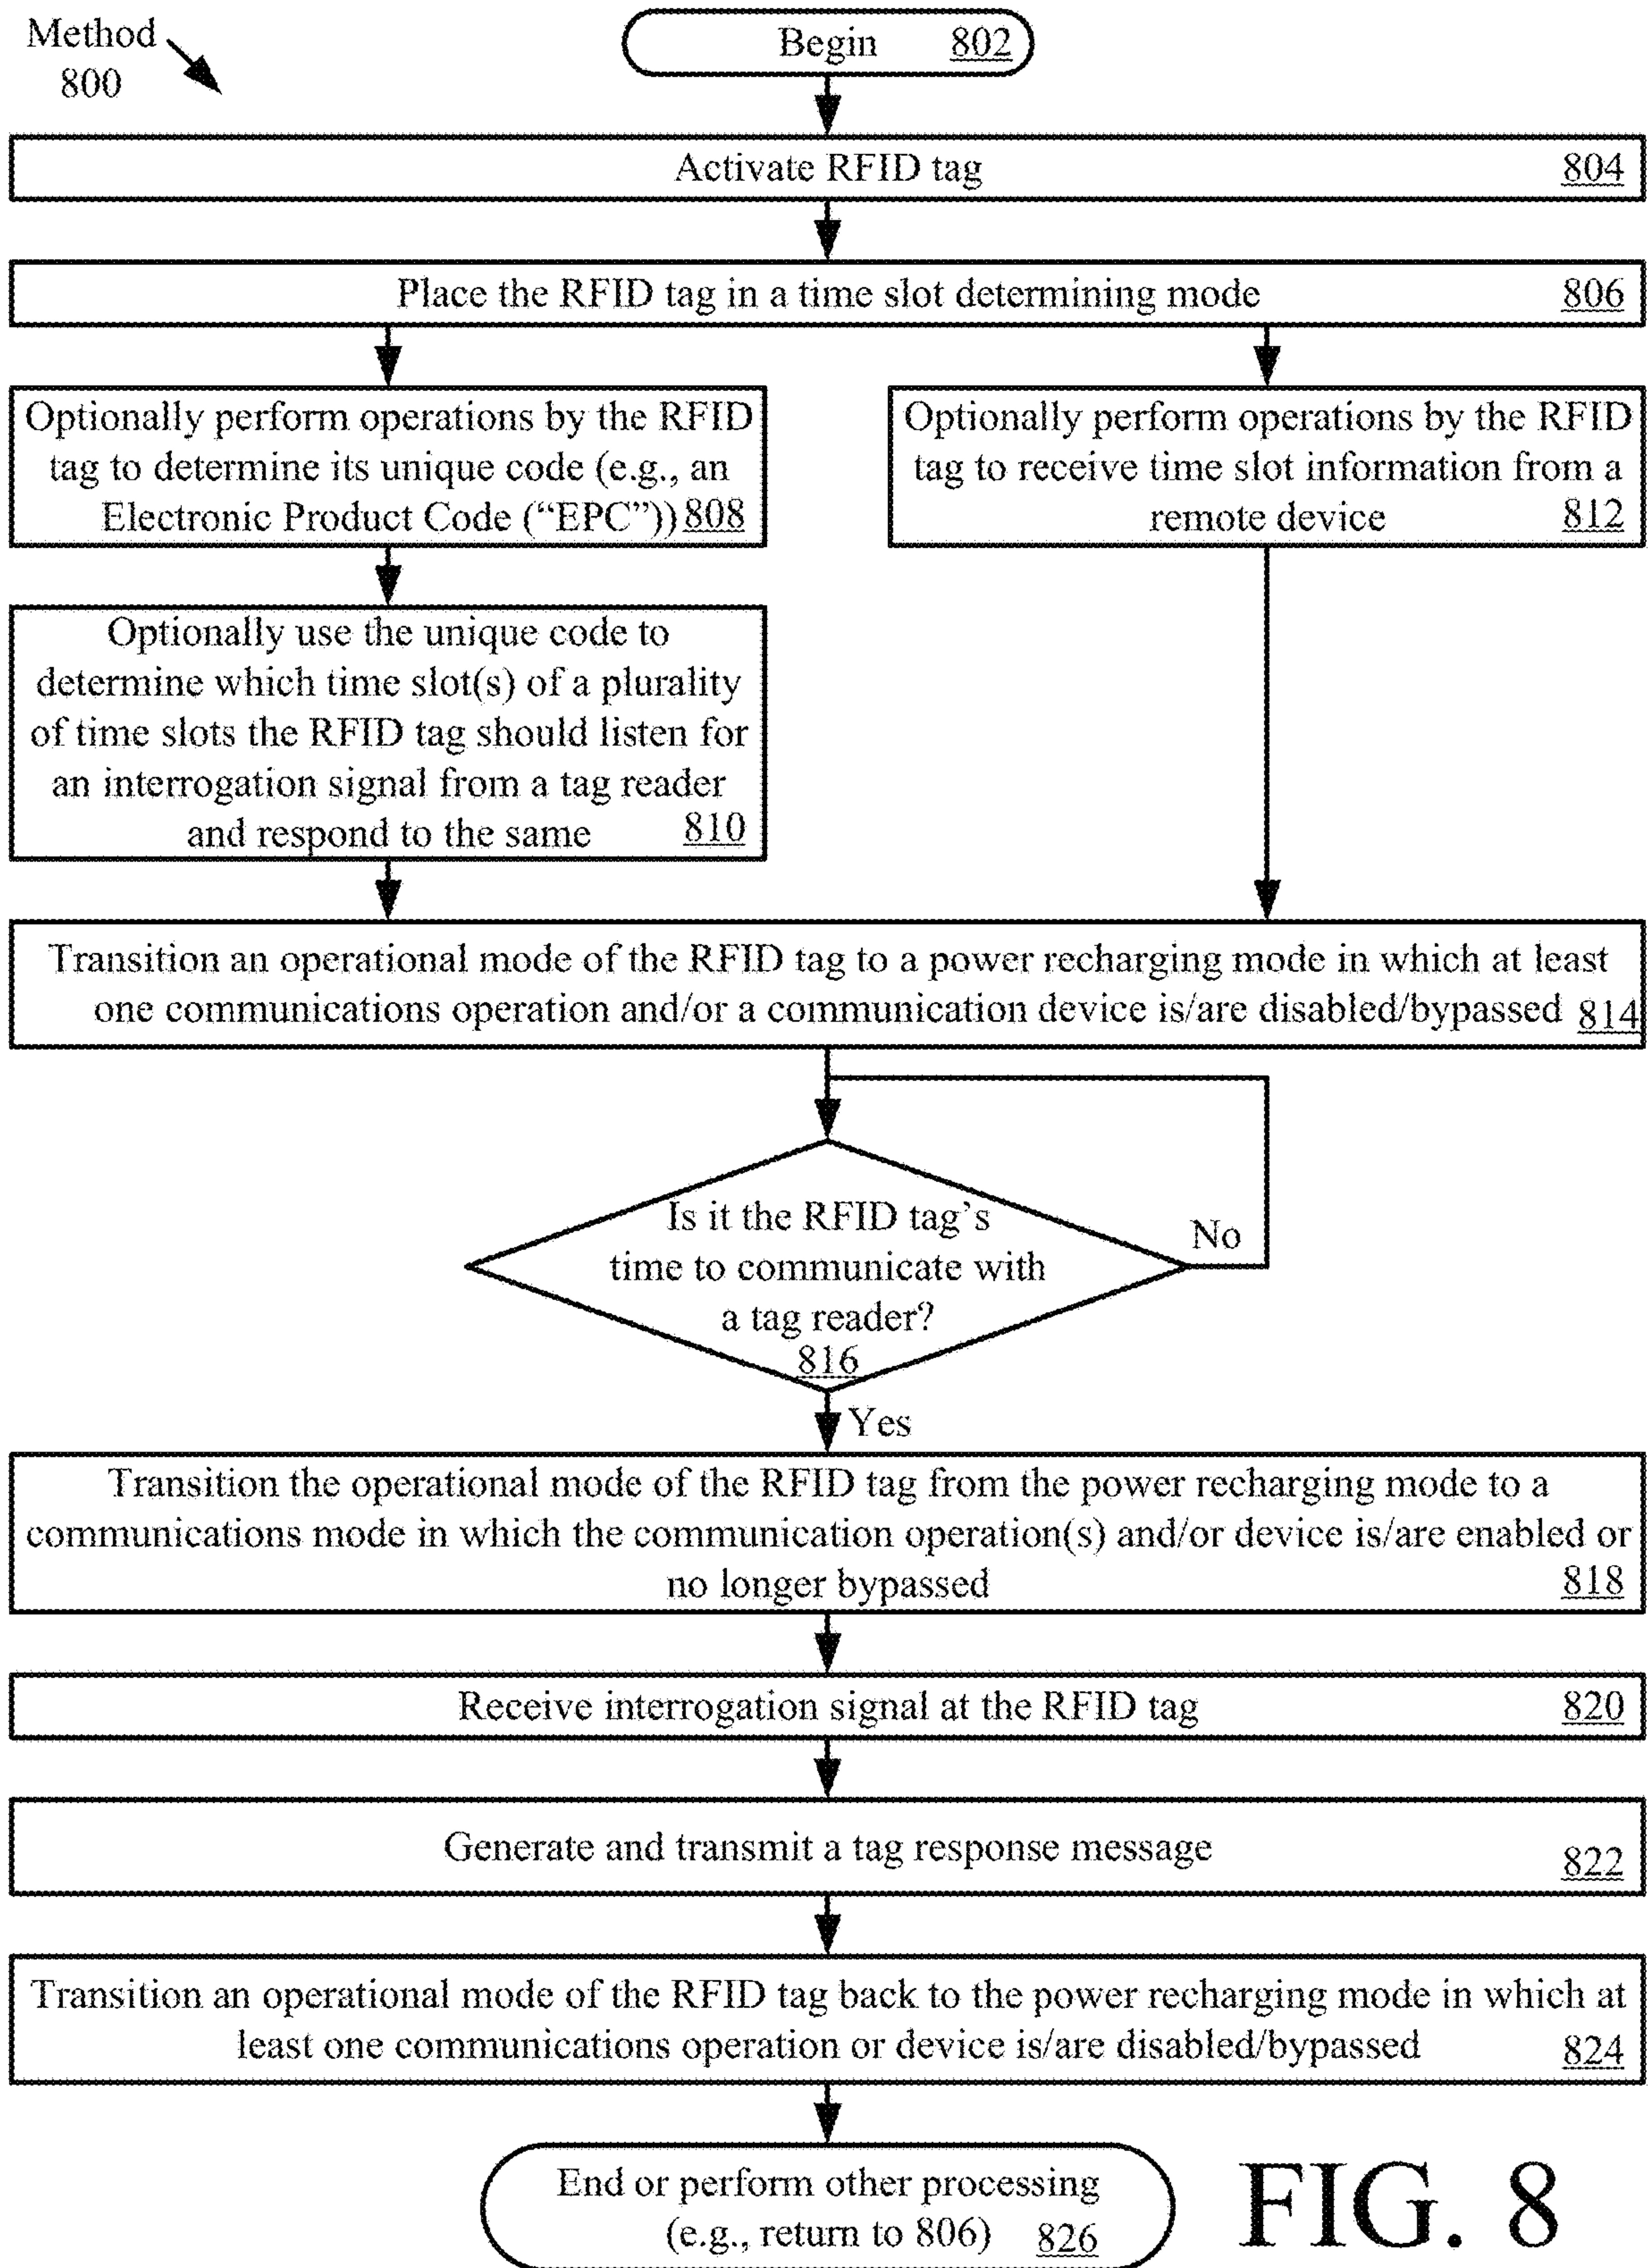 Method
800
Begin 802
Activate RFID tag 804
Place the RFID tag in a time slot determining mode 806
Optionally perform operations by the RFID
tag to determine its unique code (e.g., an
Electronic Product Code (“EPC”)) 808
Optionally perform operations by the RFID
tag to receive time slot information from a
remote device 812
Optionally use the unique code to
determine which time slot(s) of a plurality
of time slots the RFID tag should listen for
an interrogation signal from a tag reader
and respond to the same 810
Transition an operational mode of the RFID tag to a power recharging mode in which at least
one communications operation and/or a communication device is/are disabled/bypassed 814
Is it the RFID tag’s
time to communicate with
a tag reader?
816
No
Yes
Transition the operational mode of the RFID tag from the power recharging mode to a
communications mode in which the communication operation(s) and/or device is/are enabled or
no longer bypassed 818
Receive interrogation signal at the RFID tag 820
Generate and transmit a tag response message 822
Transition an operational mode of the RFID tag back to the power recharging mode in which at
least one communications operation or device is/are disabled/bypassed 824
End or perform other processing
(e.g., return to 806) 826
FIG. 8